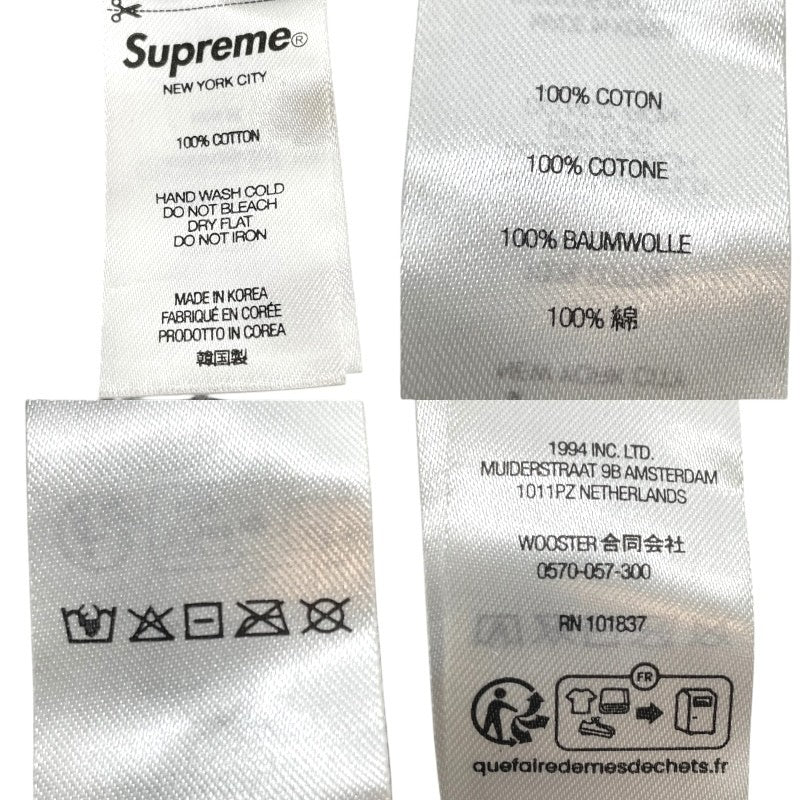 Supreme®
NEW YORK CITY
100% COTTON
HAND WASH COLD
DO NOT BLEACH
DRY FLAT
DO NOT IRON
MADE IN KOREA
FABRIQUÉ EN CORÉE
PRODOTTO IN COREA
韓国製
100% COTON
100% COTONE
100% BAUMWOLLE
100% 綿
1994 INC. LTD.
MUIDERSTRAAT 9B AMSTERDAM
1011PZ NETHERLANDS
WOOSTER 合同会社
0570-057-300
RN 101837
FR
quefairedemesdechets.fr